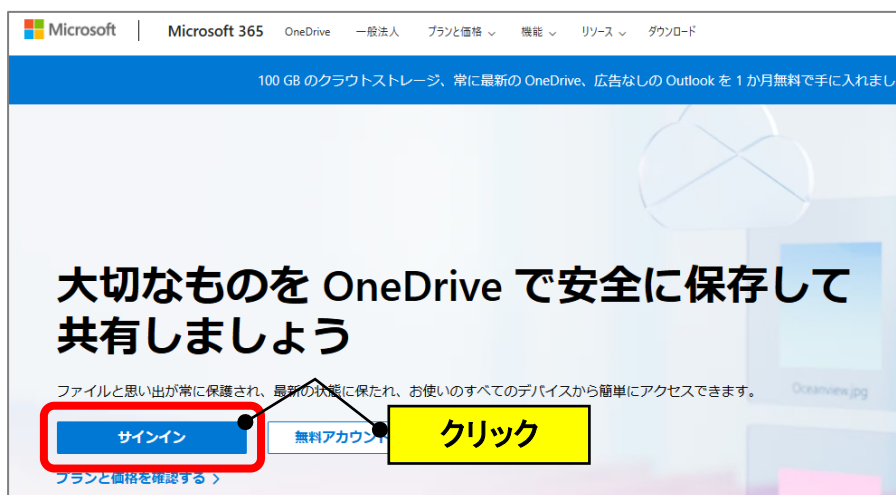 Microsoft Microsoft 365 OneDrive 一般法人 プランと価格 機能 リソース ダウンロード
100 GB のクラウドストレージ、常に最新の OneDrive、広告なしの Outlook を 1 か月無料で手に入れまし
大切なものを OneDrive で安全に保存して
共有しましょう
ファイルと思い出が常に保護され、最新の状態に保たれ、お使いのすべてのデバイスから簡単にアクセスできます。
Oceanview.jpg
サインイン 無料アカウント クリック
プランと価格を確認する >